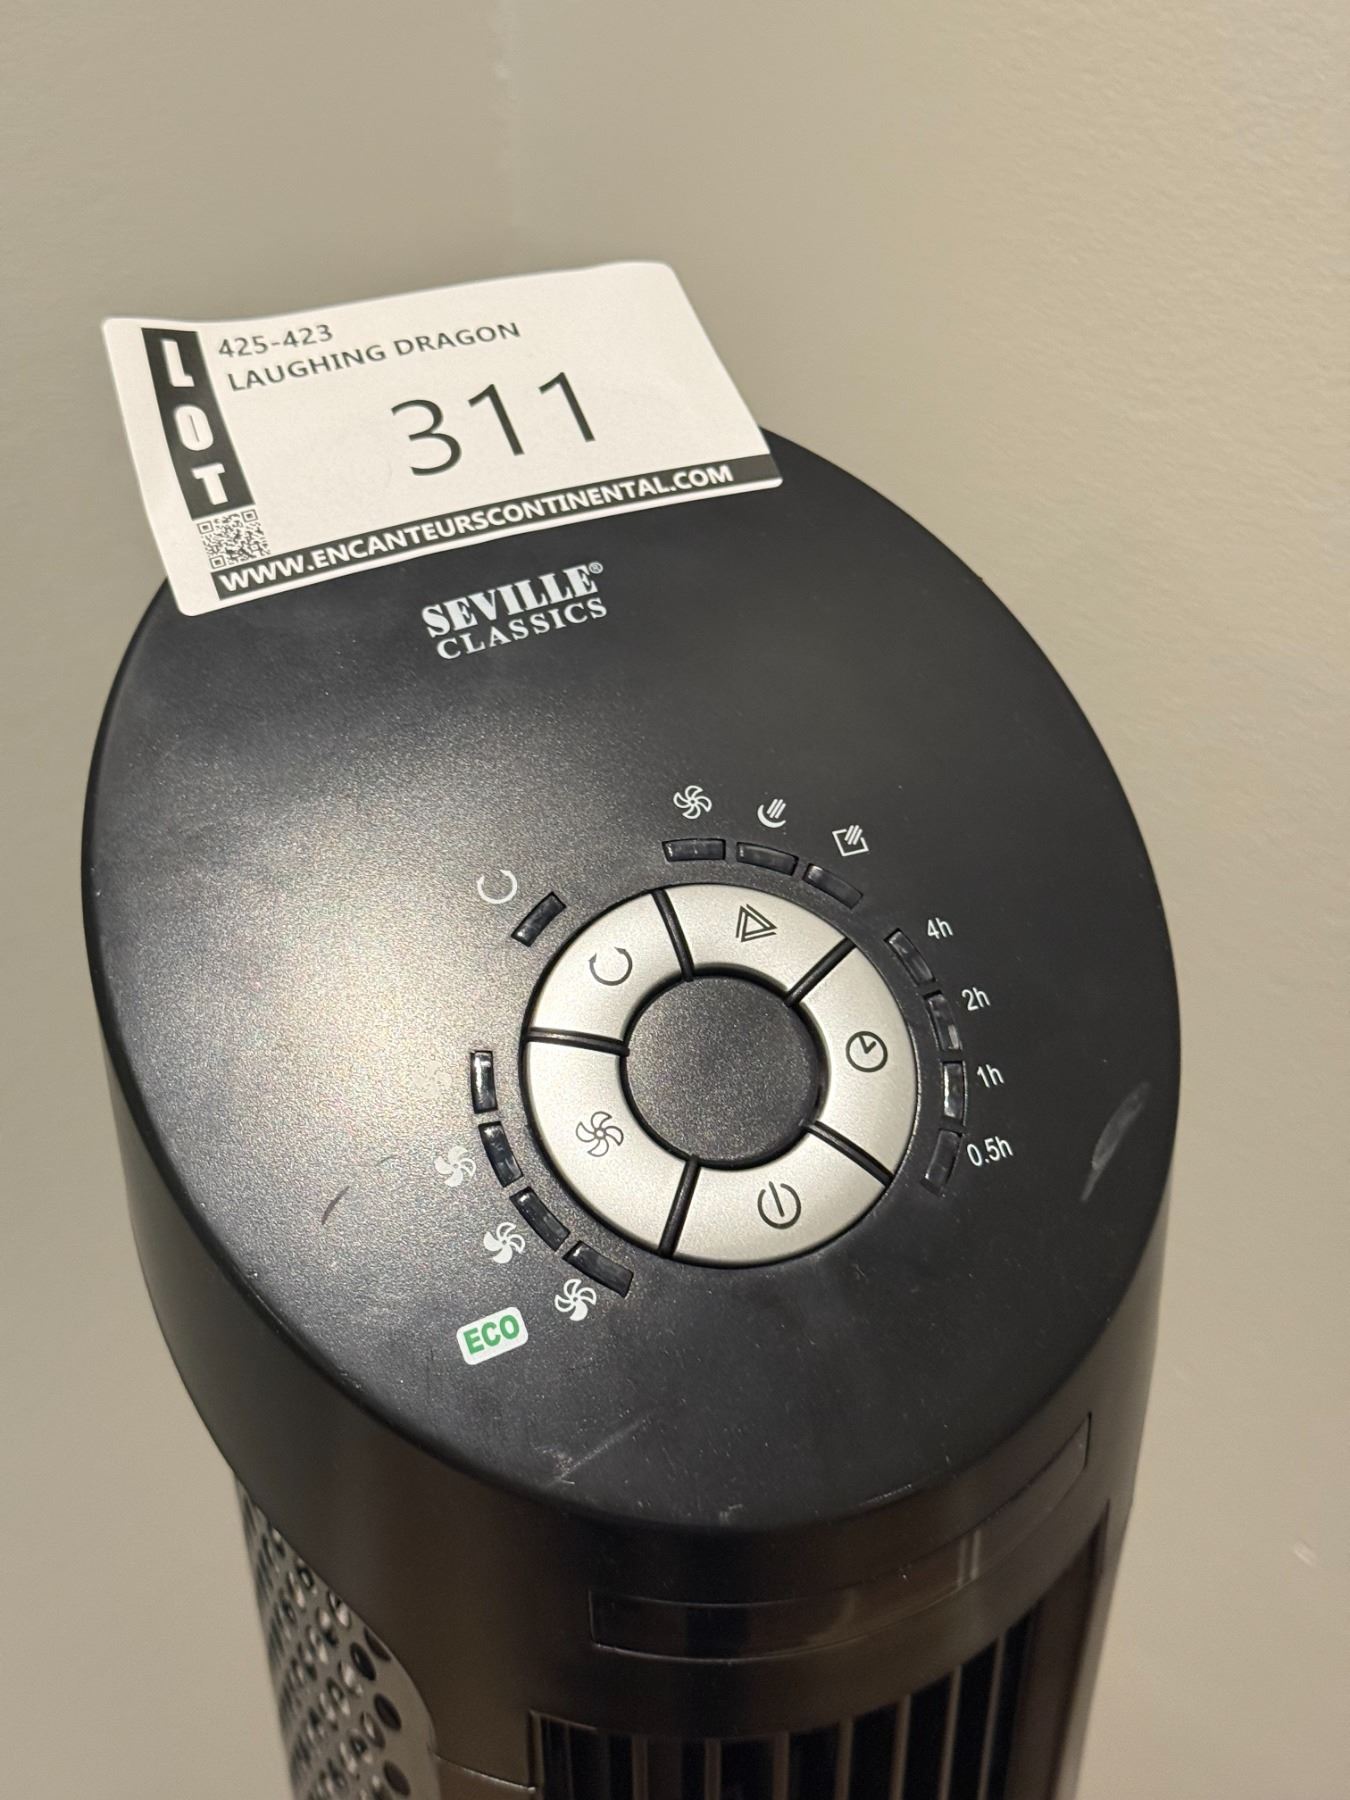 LOT
425-423
LAUGHING DRAGON
311
WWW.ENCANTEURSCONTINENTAL.COM
SEVILLE®
CLASSICS
4h
2h
1h
0.5h
ECO